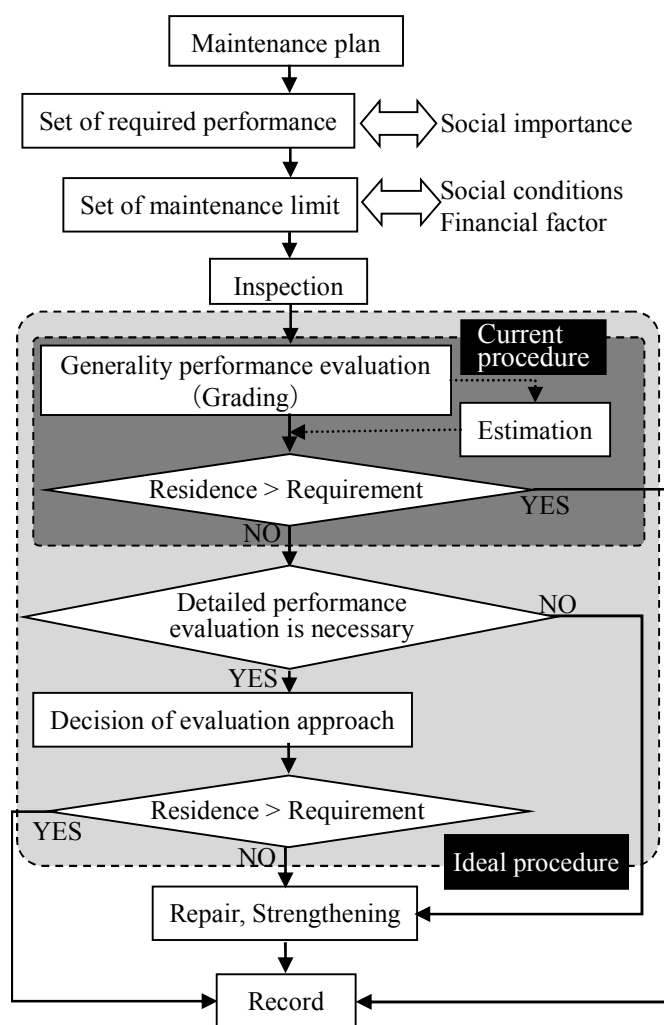 Maintenance plan
Set of required performance
Social importance
Set of maintenance limit
Social conditions
Financial factor
Inspection
Current
procedure
Generality performance evaluation
（Grading）
Estimation
Residence > Requirement
YES
NO
Detailed performance
evaluation is necessary
NO
YES
Decision of evaluation approach
Residence > Requirement
YES
NO
Ideal procedure
Repair, Strengthening
Record